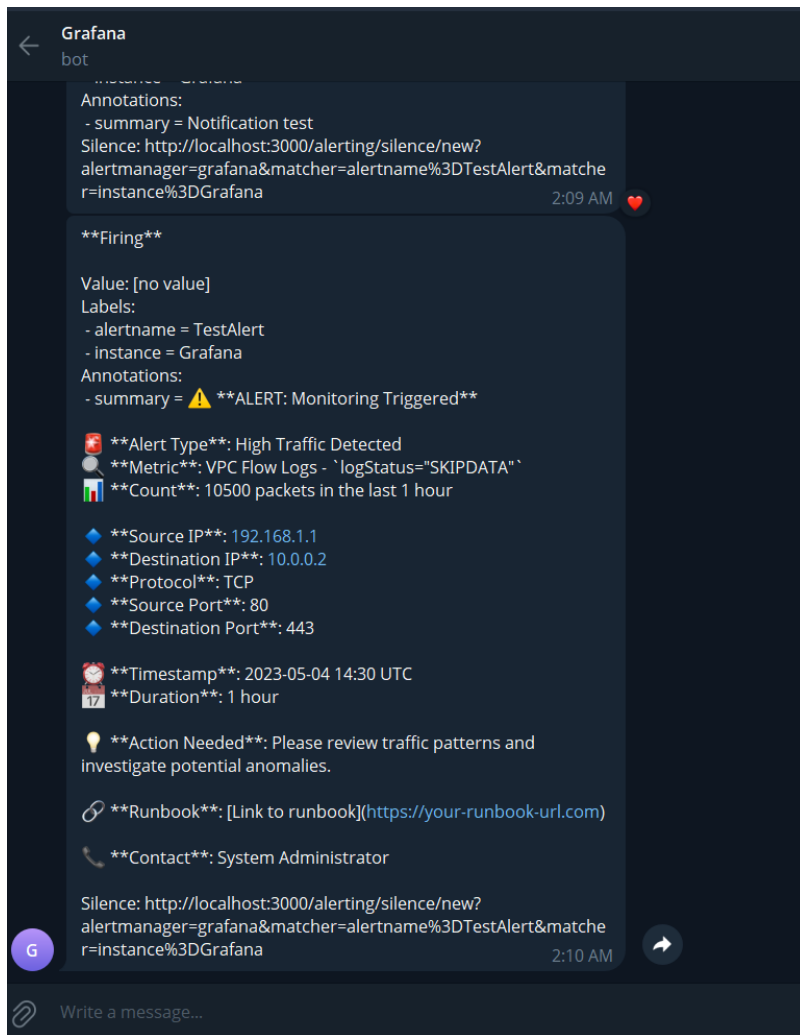 Grafana
bot
Annotations:
- summary = Notification test
Silence: http://localhost:3000/alerting/silence/new?
alertmanager=grafana&matcher=alertname%3DTestAlert&matche
r=instance%3DGrafana
2:09 AM
**Firing**
Value: [no value]
Labels:
- alertname = TestAlert
- instance = Grafana
Annotations:
- summary = ⚠️ **ALERT: Monitoring Triggered**
🚨 **Alert Type**: High Traffic Detected
🔍 **Metric**: VPC Flow Logs - `logStatus="SKIPDATA"`
📊 **Count**: 10500 packets in the last 1 hour
🔹 **Source IP**: 192.168.1.1
🔹 **Destination IP**: 10.0.0.2
🔹 **Protocol**: TCP
🔹 **Source Port**: 80
🔹 **Destination Port**: 443
⏰ **Timestamp**: 2023-05-04 14:30 UTC
📅 **Duration**: 1 hour
💡 **Action Needed**: Please review traffic patterns and
investigate potential anomalies.
🔗 **Runbook**: [Link to runbook](https://your-runbook-url.com)
📞 **Contact**: System Administrator
Silence: http://localhost:3000/alerting/silence/new?
alertmanager=grafana&matcher=alertname%3DTestAlert&matche
r=instance%3DGrafana
2:10 AM
G
Write a message...